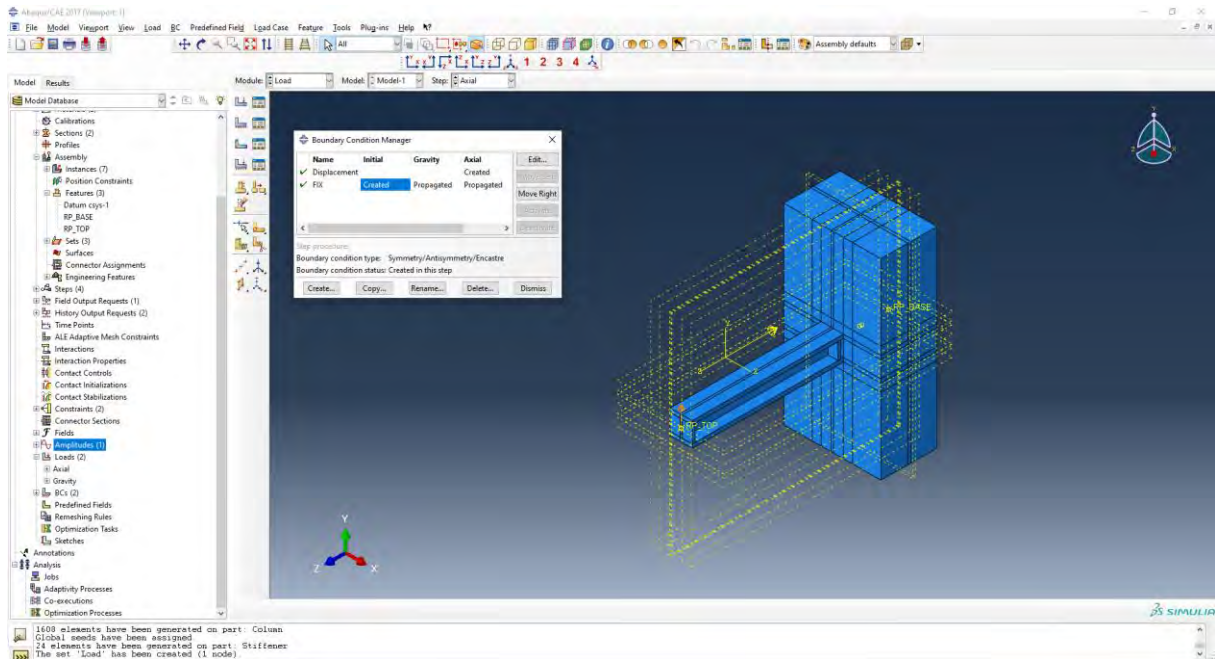 Abaqus/CAE 2017 [Viewport: 1]
File Model Viewport View Load BC Predefined Field Load Case Feature Tools Plug-ins Help
All
Assembly defaults
1 2 3 4
Model Results
Module: Load Model: Model-1 Step: Axial
Model Database
Calibrations
Sections (2)
Profiles
Assembly
Instances (7)
Position Constraints
Features (3)
Datum csys-1
RP_BASE
RP_TOP
Sets (3)
Surfaces
Connector Assignments
Engineering Features
Steps (4)
Field Output Requests (1)
History Output Requests (2)
Time Points
ALE Adaptive Mesh Constraints
Interactions
Interaction Properties
Contact Controls
Contact Initializations
Contact Stabilizations
Constraints (2)
Connector Sections
Fields
Amplitudes (1)
Loads (2)
Axial
Gravity
BCs (2)
Predefined Fields
Remeshing Rules
Optimization Tasks
Sketches
Annotations
Analysis
Jobs
Adaptivity Processes
Co-executions
Optimization Processes
Boundary Condition Manager
Name Initial Gravity Axial
Displacement Created
FIX Created Propagated Propagated
Edit...
Move Right
Step procedure:
Boundary condition type: Symmetry/Antisymmetry/Encastre
Boundary condition status: Created in this step
Create... Copy... Rename... Delete... Dismiss
RP_BASE
RP_TOP
Y
Z X
SIMULIA
1608 elements have been generated on part: Column
Global seeds have been assigned.
24 elements have been generated on part: Stiffener
The set 'Load' has been created (1 node)